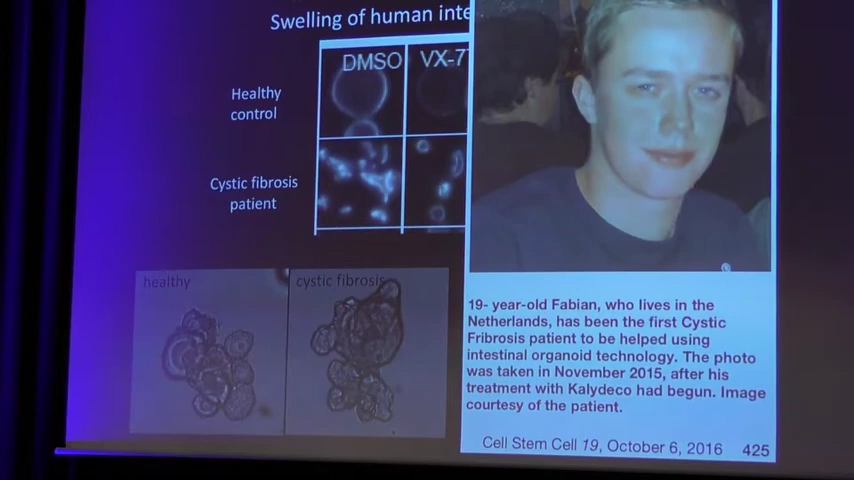 Swelling of human inte
DMSO VX-7
Healthy
control
Cystic fibrosis
patient
healthy
cystic fibrosis
19- year-old Fabian, who lives in the
Netherlands, has been the first Cystic
Fribrosis patient to be helped using
intestinal organoid technology. The photo
was taken in November 2015, after his
treatment with Kalydeco had begun. Image
courtesy of the patient.
Cell Stem Cell 19, October 6, 2016 425